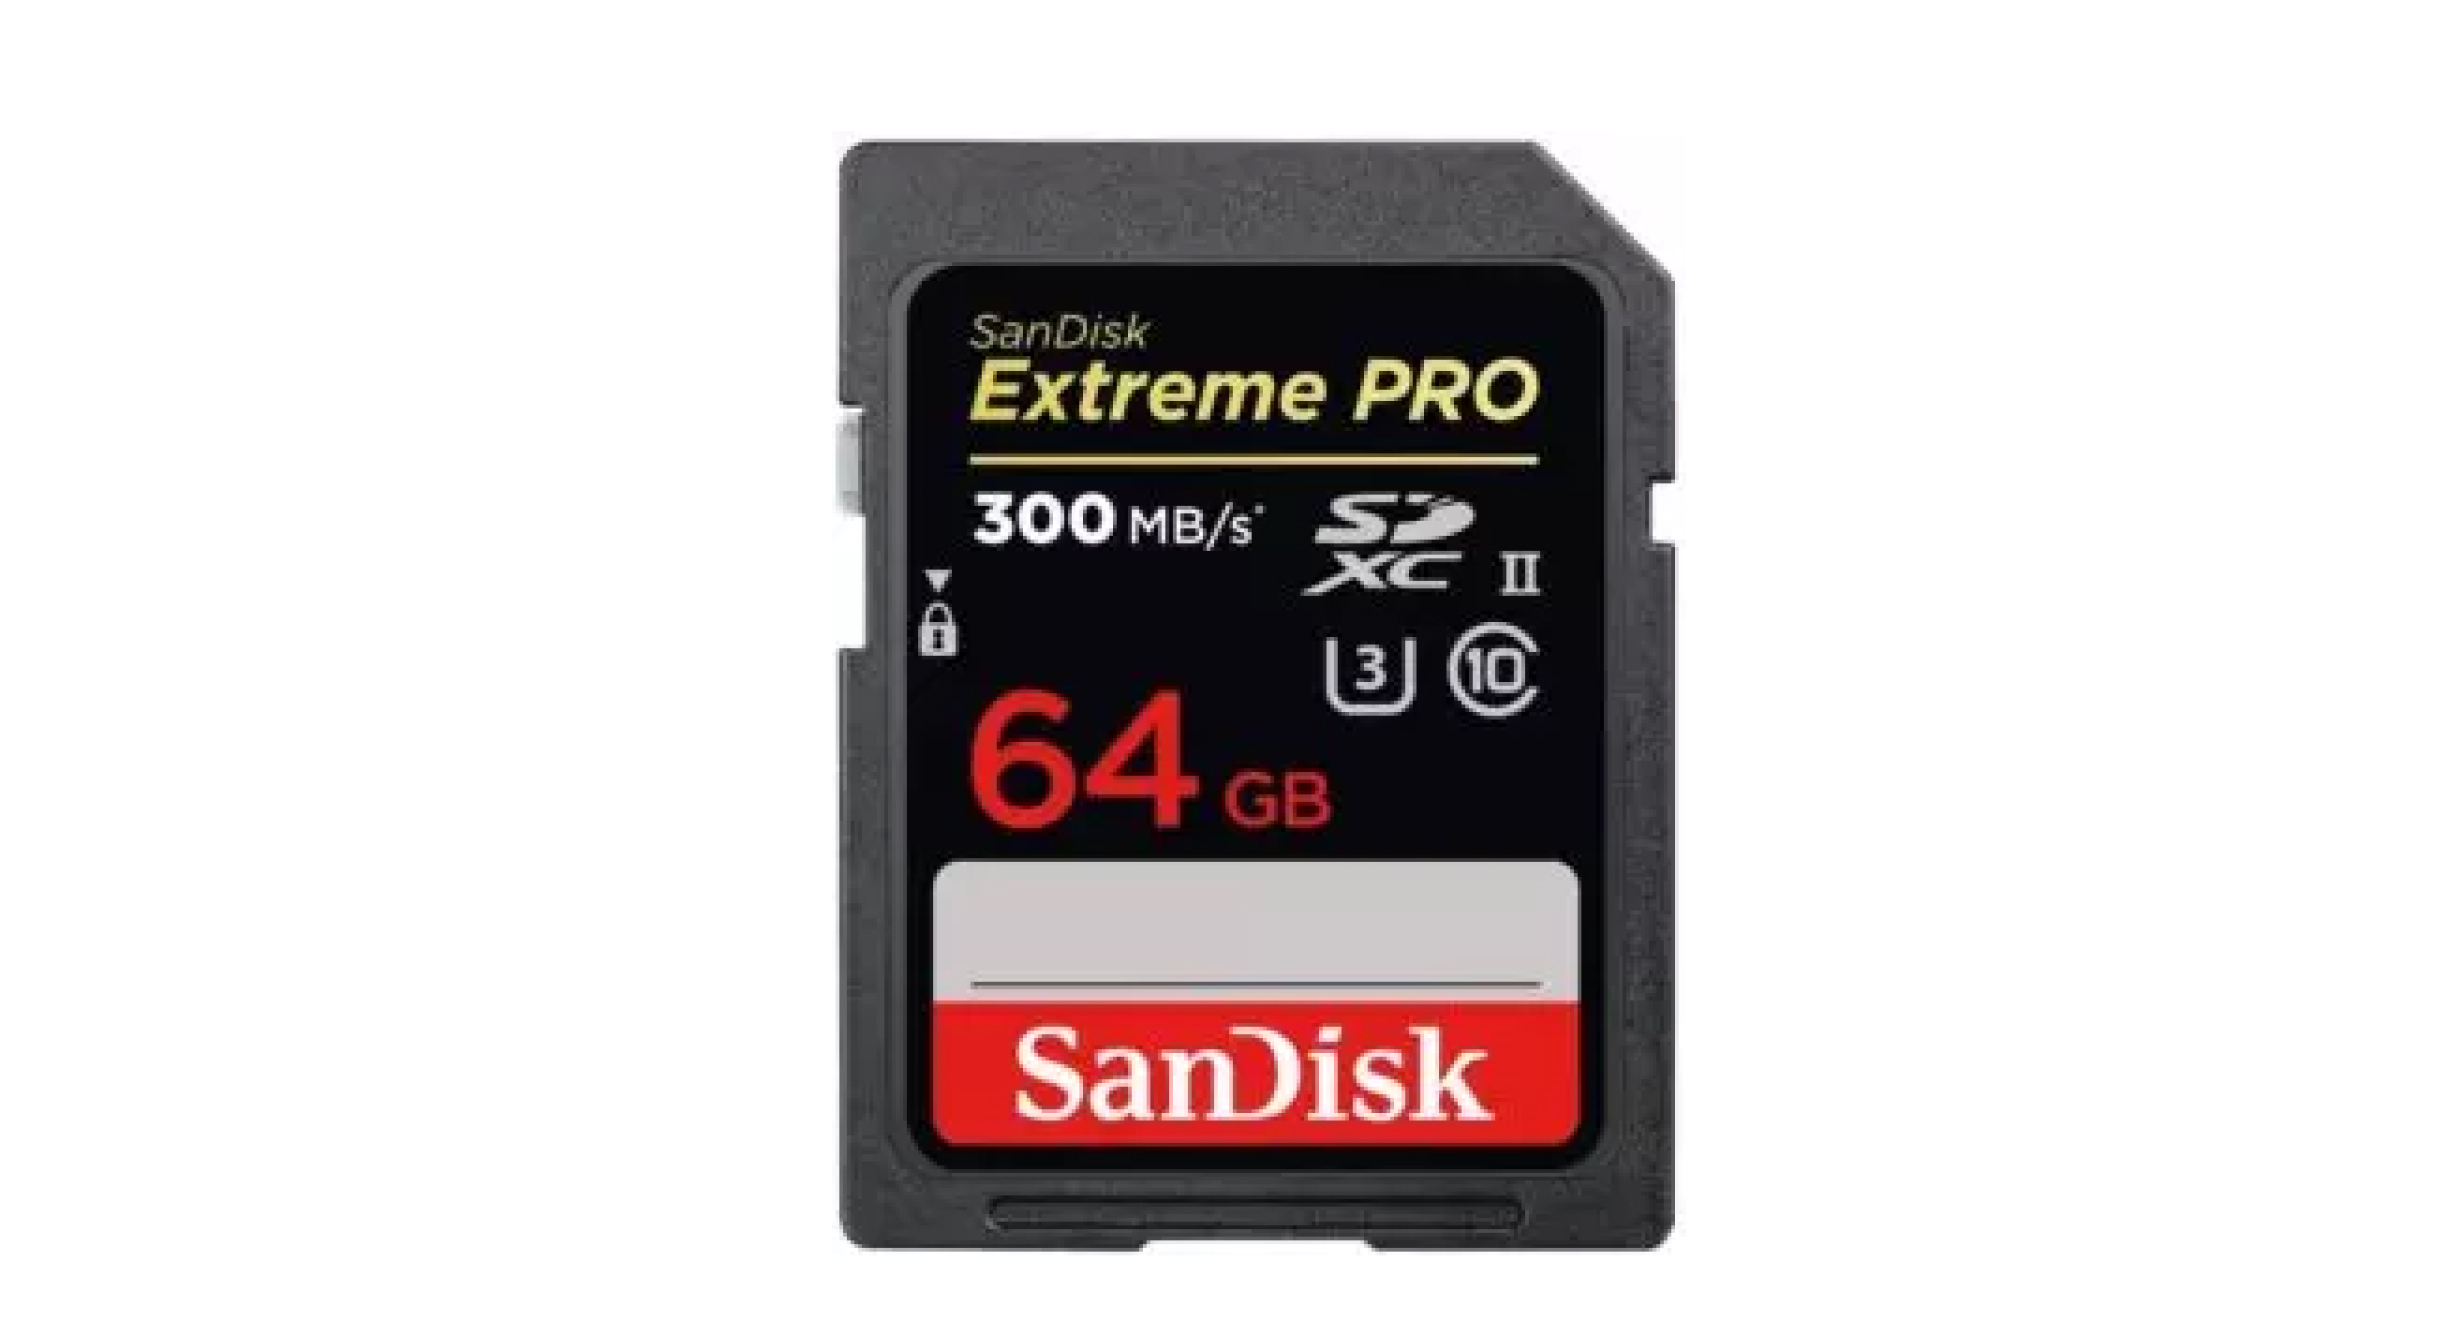 SanDisk
Extreme PRO
300 MB/s*
SD
XC II
3 10
64 GB
SanDisk